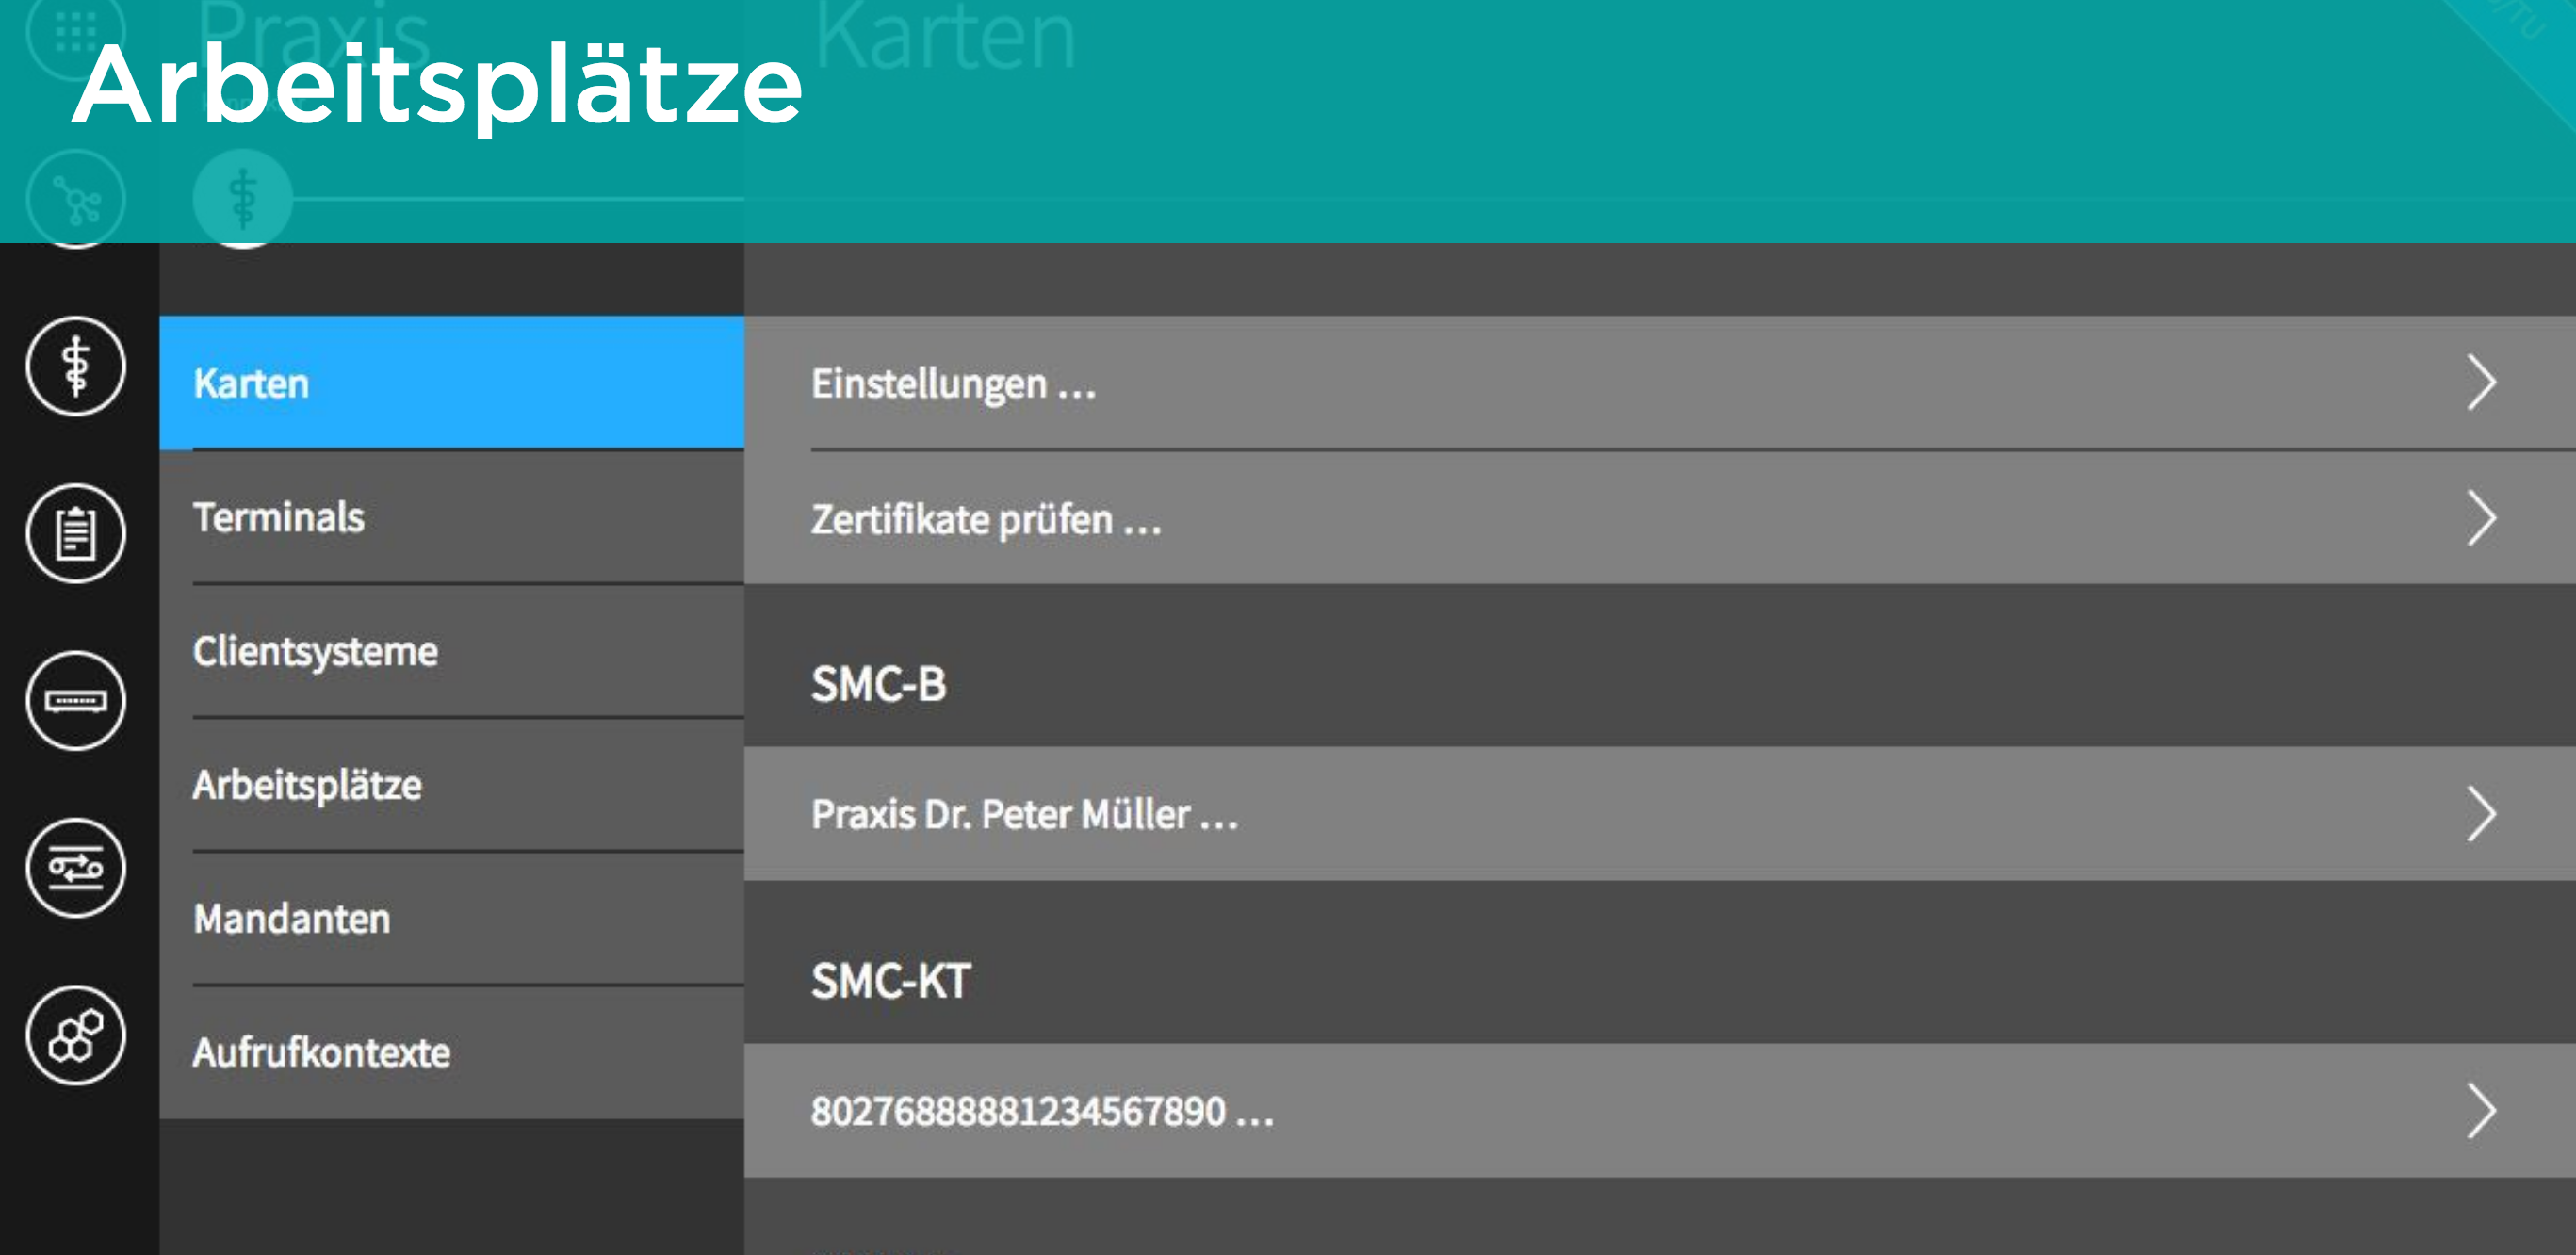 Praxis
Karten
Arbeitsplätze
Karten
Terminals
Clientsysteme
Arbeitsplätze
Mandanten
Aufrufkontexte
Einstellungen ...
Zertifikate prüfen ...
SMC-B
Praxis Dr. Peter Müller ...
SMC-KT
80276888881234567890 ...